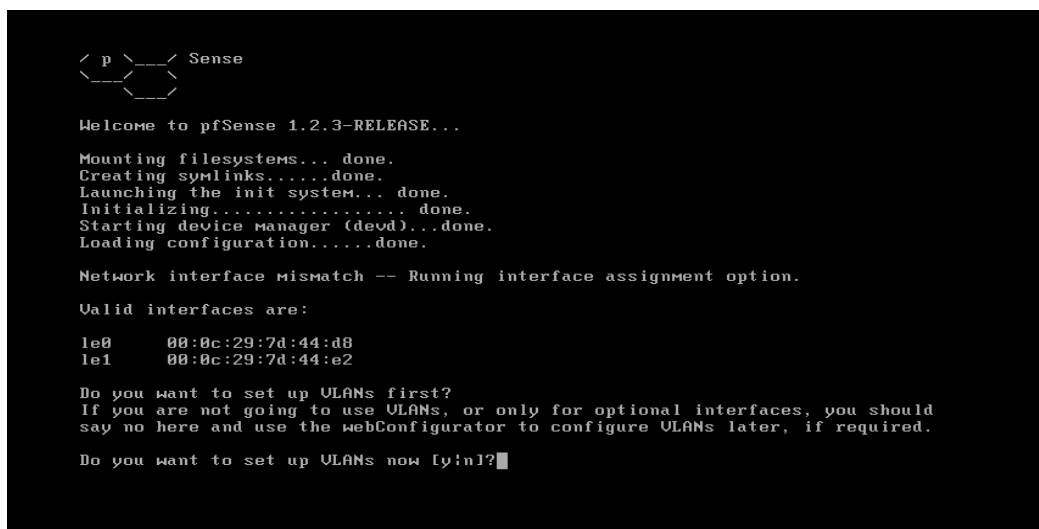 / p \___/ Sense
\___/   \
    \___/
Welcome to pfSense 1.2.3-RELEASE...
Mounting filesystems... done.
Creating symlinks......done.
Launching the init system... done.
Initializing.................. done.
Starting device manager (devd)...done.
Loading configuration......done.
Network interface mismatch -- Running interface assignment option.
Valid interfaces are:
le0     00:0c:29:7d:44:d8
le1     00:0c:29:7d:44:e2
Do you want to set up VLANs first?
If you are not going to use VLANs, or only for optional interfaces, you should
say no here and use the webConfigurator to configure VLANs later, if required.
Do you want to set up VLANs now [y|n]?